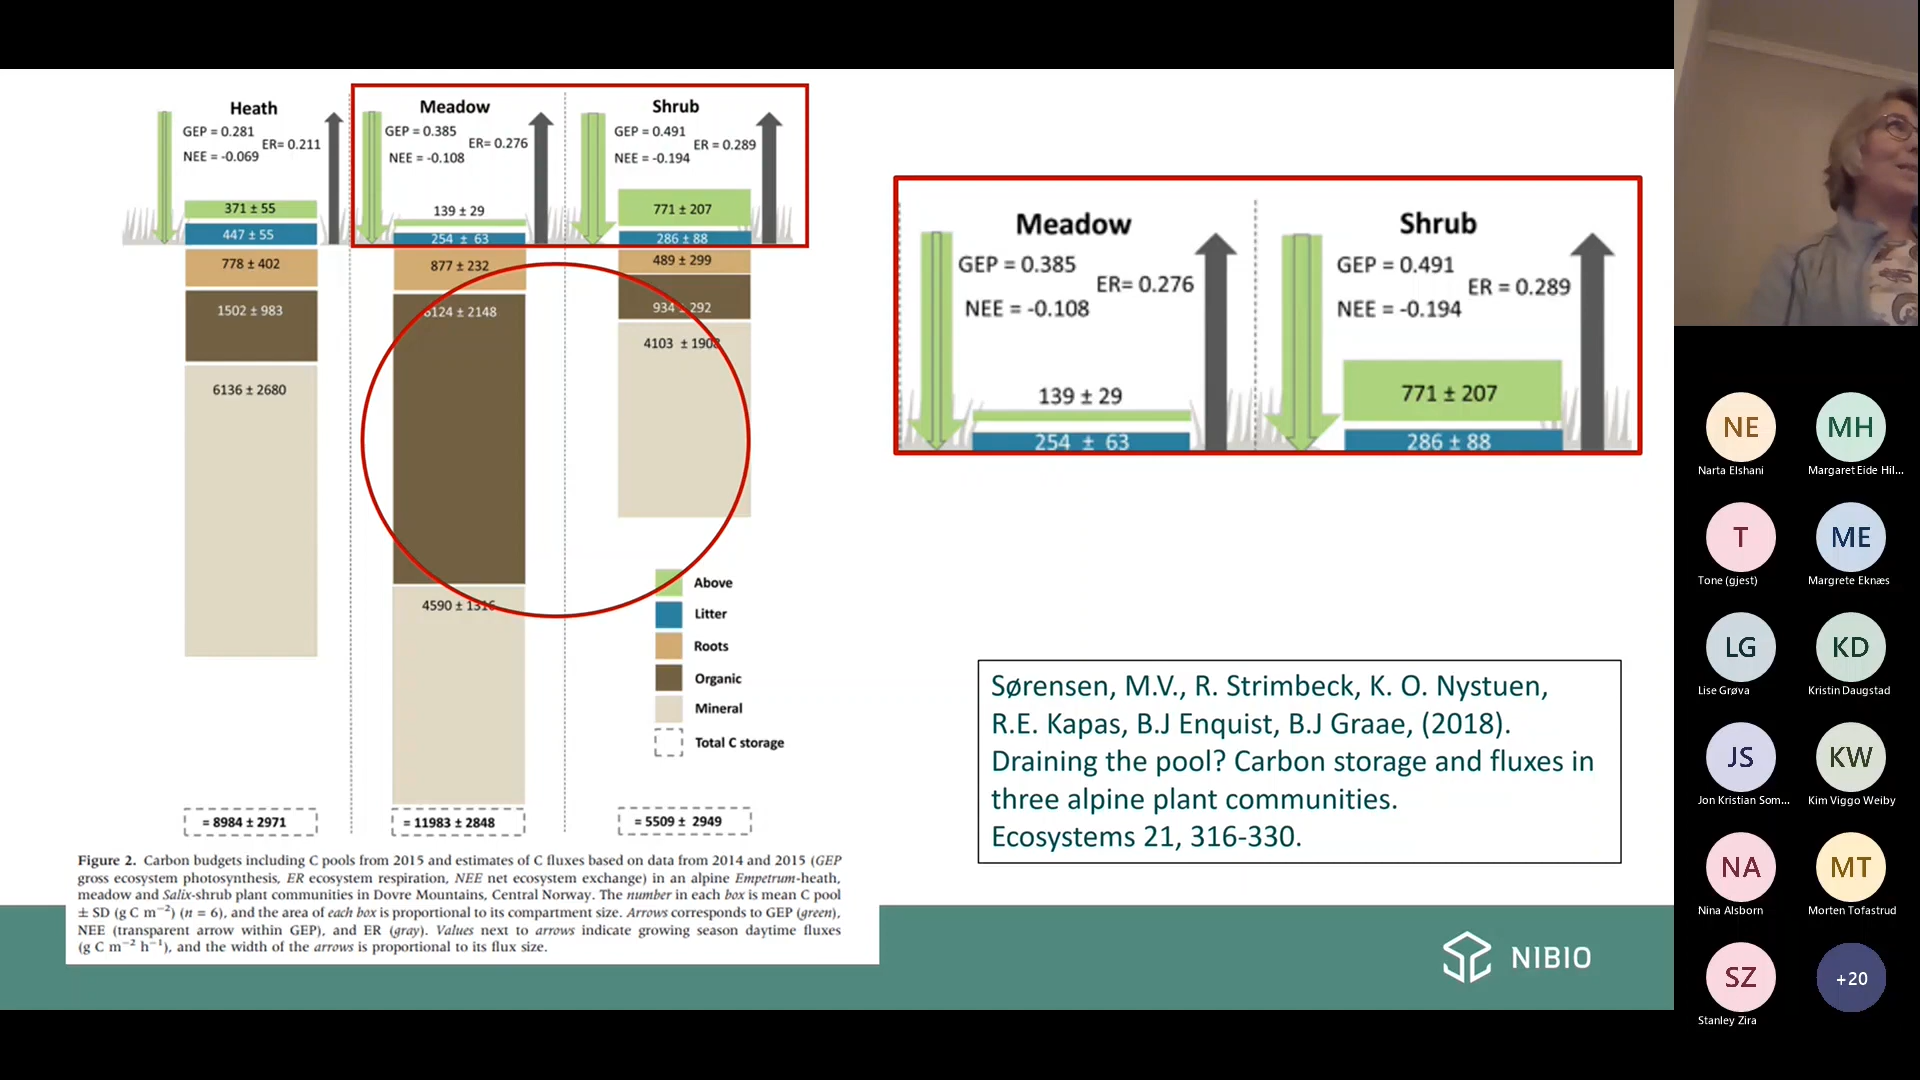 Heath
GEP = 0.281
ER= 0.211
NEE = -0.069
371 ± 55
447 ± 55
778 ± 402
1502 ± 983
6136 ± 2680
= 8984 ± 2971
Meadow
GEP = 0.385
ER= 0.276
NEE = -0.108
139 ± 29
254 ± 63
877 ± 232
6124 ± 2148
4590 ± 1316
= 11983 ± 2848
Shrub
GEP = 0.491
ER = 0.289
NEE = -0.194
771 ± 207
286 ± 88
489 ± 299
934 ± 292
4103 ± 1908
= 5509 ± 2949
Above
Litter
Roots
Organic
Mineral
Total C storage
Figure 2. Carbon budgets including C pools from 2015 and estimates of C fluxes based on data from 2014 and 2015 (GEP
gross ecosystem photosynthesis, ER ecosystem respiration, NEE net ecosystem exchange) in an alpine Empetrum-heath,
meadow and Salix-shrub plant communities in Dovre Mountains, Central Norway. The number in each box is mean C pool
± SD (g C m⁻²) (n = 6), and the area of each box is proportional to its compartment size. Arrows corresponds to GEP (green),
NEE (transparent arrow within GEP), and ER (gray). Values next to arrows indicate growing season daytime fluxes
(g C m⁻² h⁻¹), and the width of the arrows is proportional to its flux size.
Meadow
GEP = 0.385
ER= 0.276
NEE = -0.108
139 ± 29
254 ± 63
Shrub
GEP = 0.491
ER = 0.289
NEE = -0.194
771 ± 207
286 ± 88
Sørensen, M.V., R. Strimbeck, K. O. Nystuen,
R.E. Kapas, B.J Enquist, B.J Graae, (2018).
Draining the pool? Carbon storage and fluxes in
three alpine plant communities.
Ecosystems 21, 316-330.
NIBIO
NE
Narta Elshani
MH
Margaret Eide Hil...
T
Tone (gjest)
ME
Margrete Eknæs
LG
Lise Grøva
KD
Kristin Daugstad
JS
Jon Kristian Som...
KW
Kim Viggo Weiby
NA
Nina Alsborn
MT
Morten Tofastrud
SZ
Stanley Zira
+20